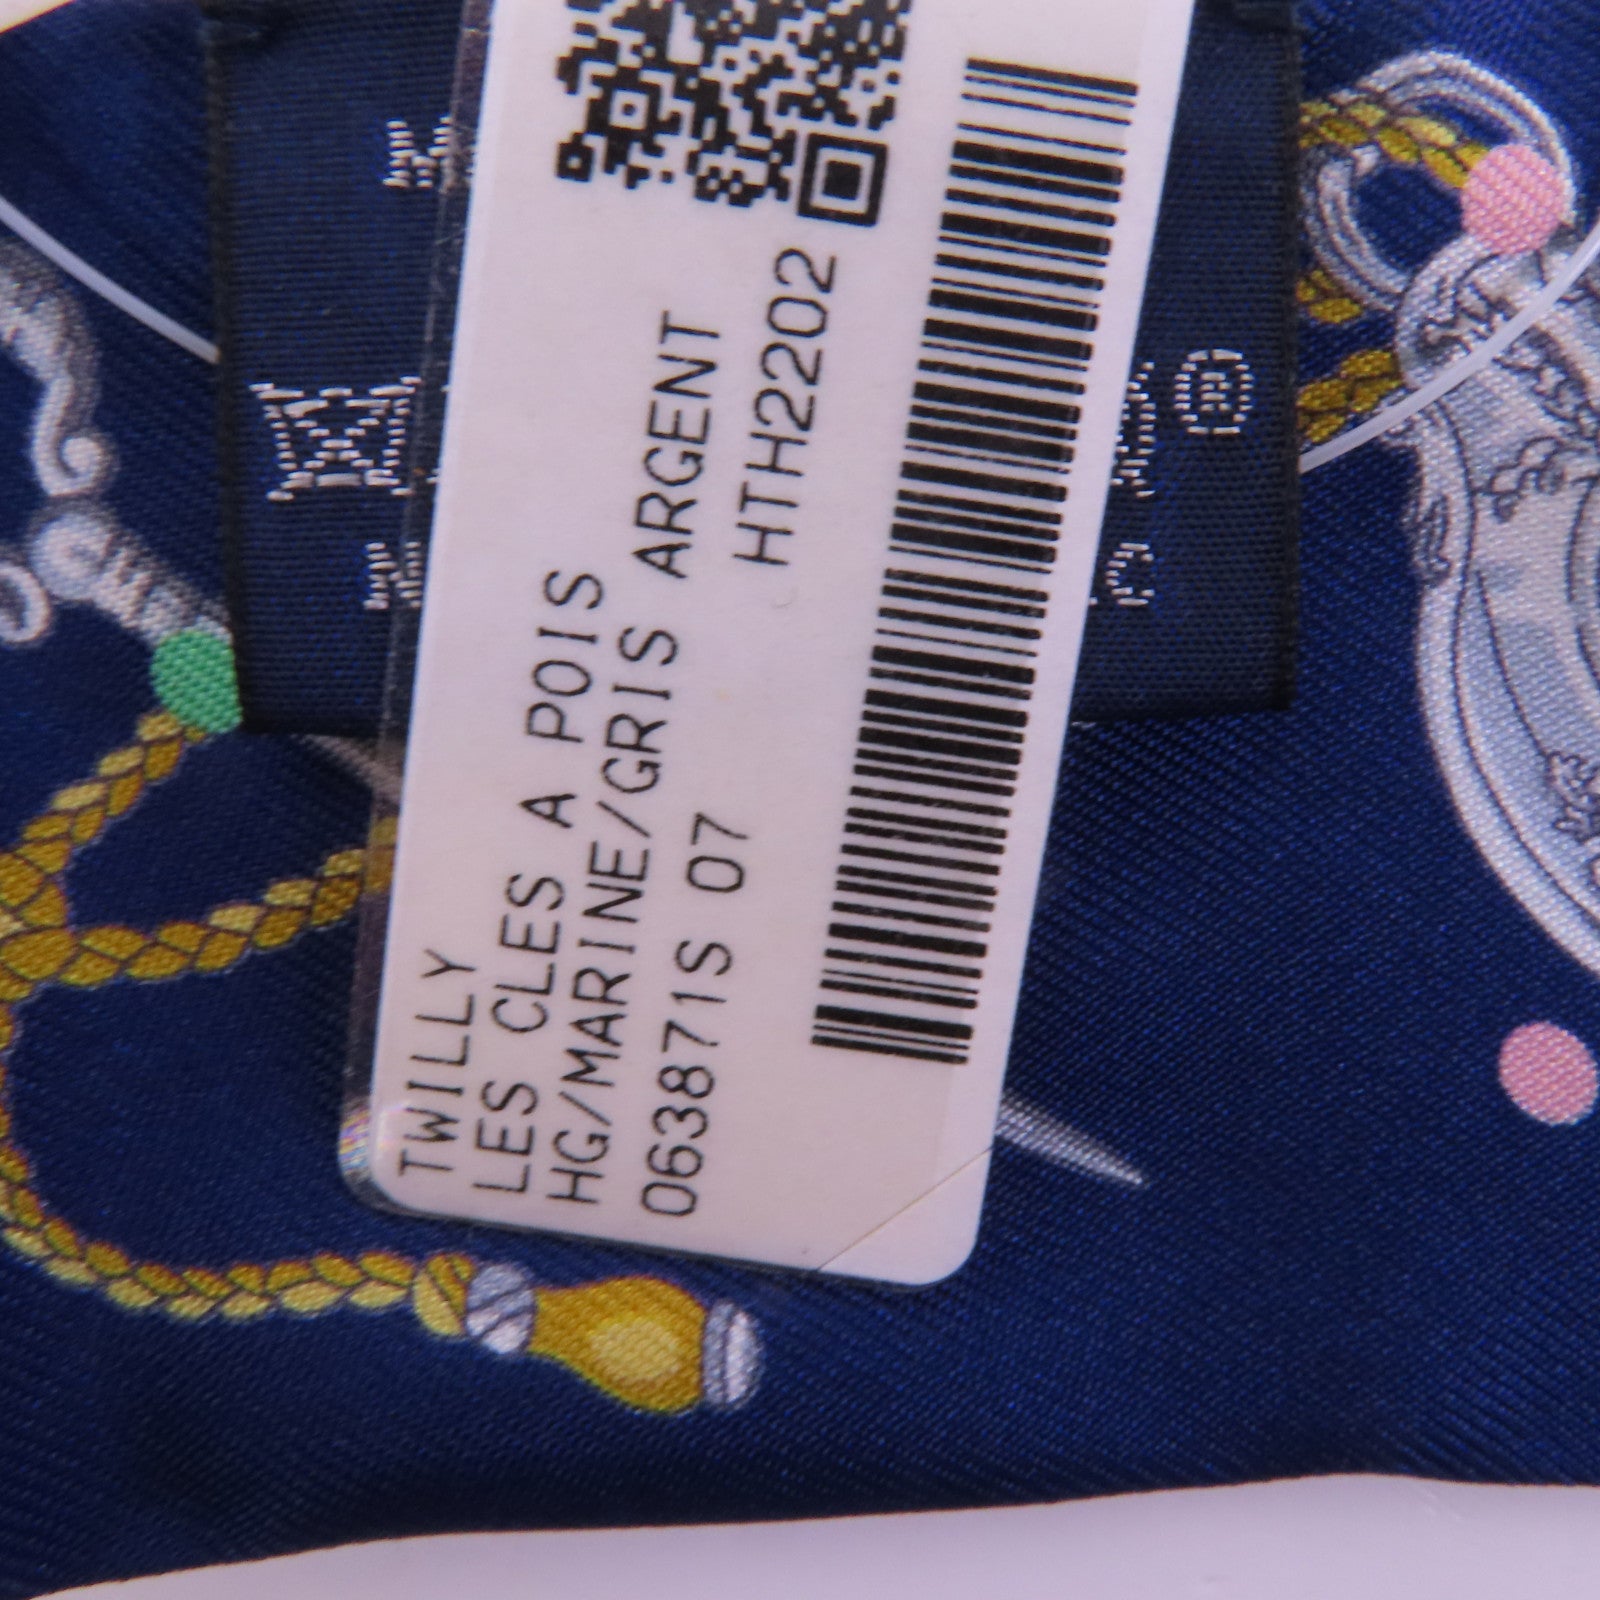 TWILLY
LES CLES A POIS
HG/MARINE/GRIS ARGENT
063871S 07 HTH2202
®